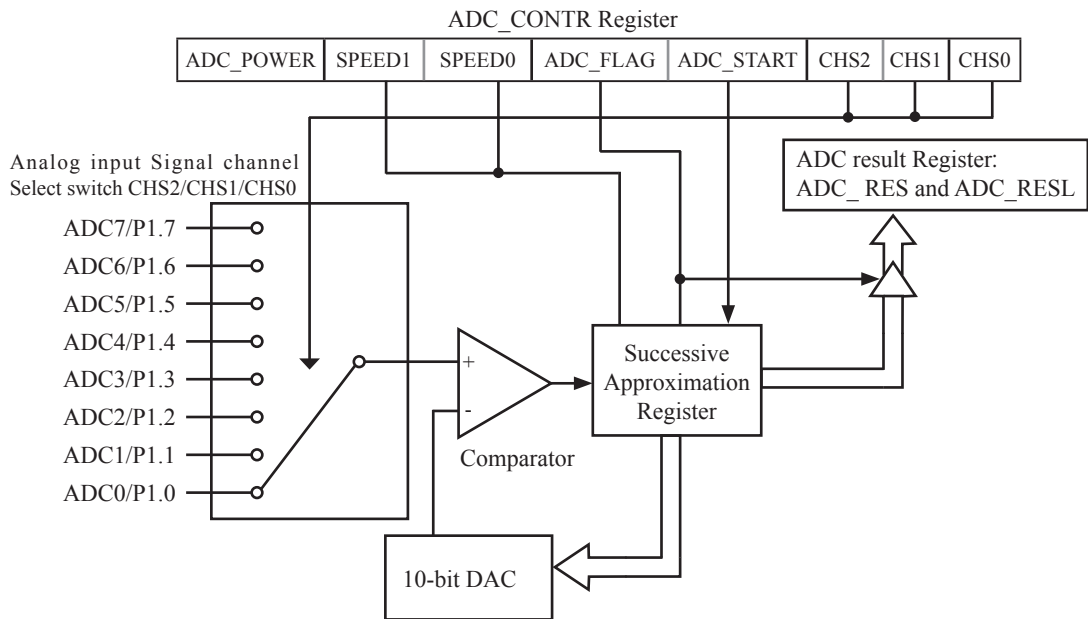 ADC_CONTR Register
ADC_POWER SPEED1 SPEED0 ADC_FLAG ADC_START CHS2 CHS1 CHS0
Analog input Signal channel
Select switch CHS2/CHS1/CHS0
ADC result Register:
ADC_ RES and ADC_RESL
ADC7/P1.7
ADC6/P1.6
ADC5/P1.5
ADC4/P1.4
ADC3/P1.3
ADC2/P1.2
ADC1/P1.1
ADC0/P1.0
+
-
Comparator
Successive
Approximation
Register
10-bit DAC